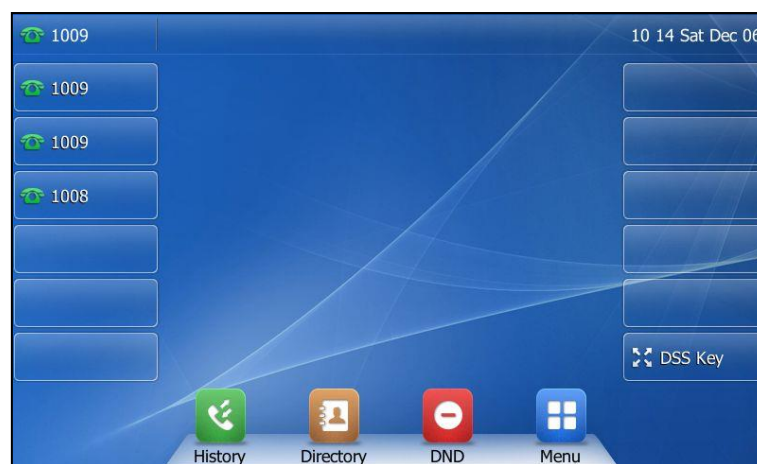 1009
10 14 Sat Dec 06
1009
1009
1008
DSS Key
History
Directory
DND
Menu